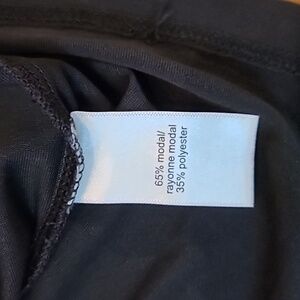 65% modal/
rayonne modal
35% polyester